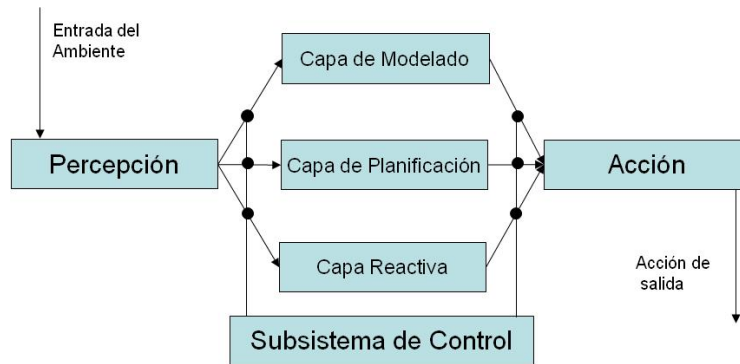 Entrada del
Ambiente
Capa de Modelado
Percepción
Capa de Planificación
Acción
Capa Reactiva
Acción de
salida
Subsistema de Control